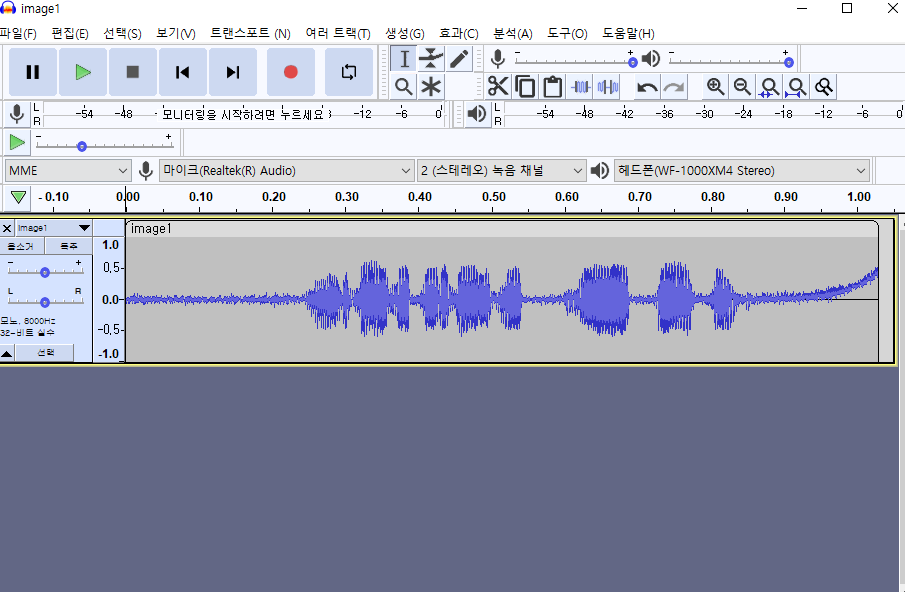 image1
파일(F) 편집(E) 선택(S) 보기(V) 트랜스포트 (N) 여러 트랙(T) 생성(G) 효과(C) 분석(A) 도구(O) 도움말(H)
L
R
-54 -48 · 모니터링을 시작하려면 누르세요 -12 -6 0
L
R
-54 -48 -42 -36 -30 -24 -18 -12 -6 0
MME 마이크(Realtek(R) Audio) 2 (스테레오) 녹음 채널 헤드폰(WF-1000XM4 Stereo)
-0.10 0.00 0.10 0.20 0.30 0.40 0.50 0.60 0.70 0.80 0.90 1.00
image1 1.0 image1
음소거 독주
- + 0.5-
L R 0.0-
모노, 8000Hz
32-비트 실수 -0.5-
선택 -1.0